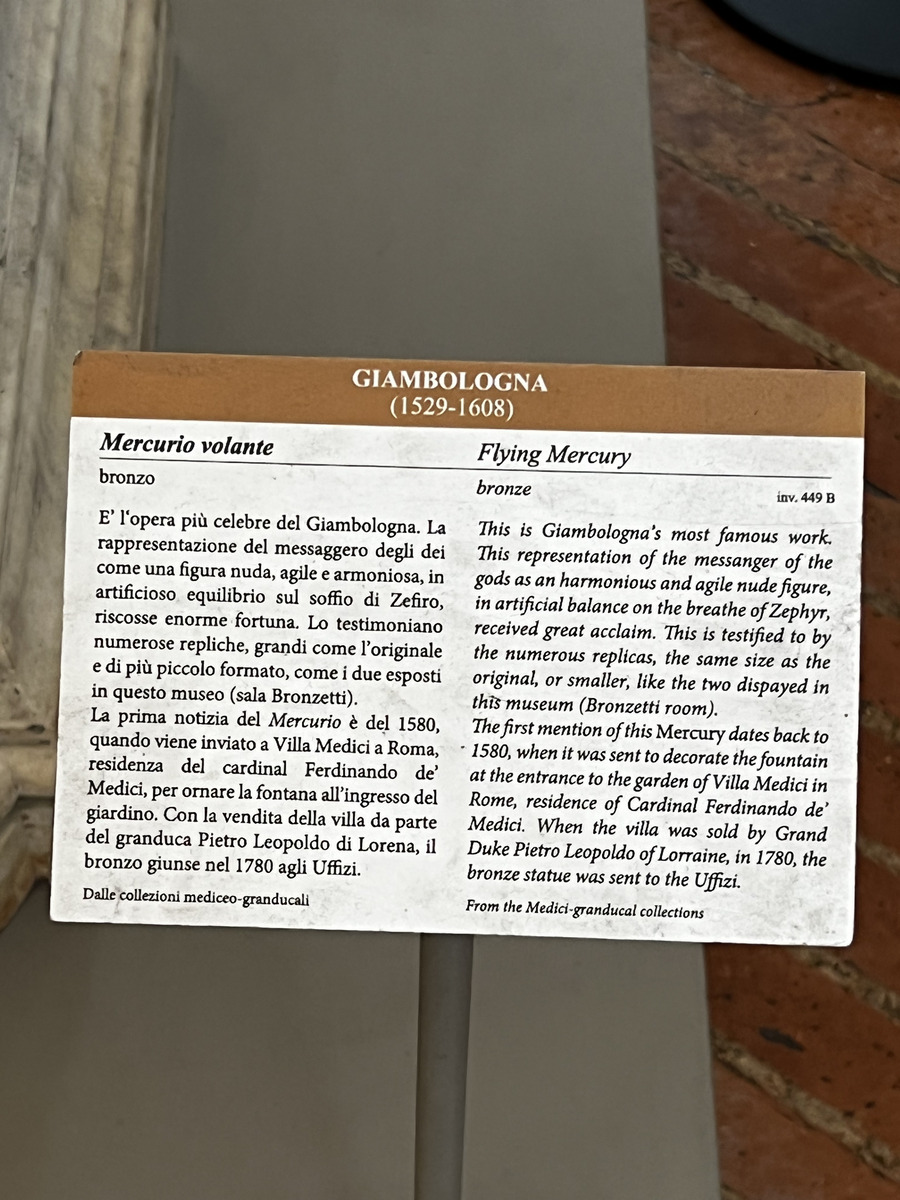 GIAMBOLOGNA
(1529-1608)
Mercurio volante
bronzo
E' l'opera più celebre del Giambologna. La
rappresentazione del messaggero degli dei
come una figura nuda, agile e armoniosa, in
artificioso equilibrio sul soffio di Zefiro,
riscosse enorme fortuna. Lo testimoniano
numerose repliche, grandi come l'originale
e di più piccolo formato, come i due esposti
in questo museo (sala Bronzetti).
La prima notizia del Mercurio è del 1580,
quando viene inviato a Villa Medici a Roma,
residenza del cardinal Ferdinando de'
Medici, per ornare la fontana all'ingresso del
giardino. Con la vendita della villa da parte
del granduca Pietro Leopoldo di Lorena, il
bronzo giunse nel 1780 agli Uffizi.
Dalle collezioni mediceo-granducali
Flying Mercury
bronze
inv. 449 B
This is Giambologna's most famous work.
This representation of the messanger of the
gods as an harmonious and agile nude figure,
in artificial balance on the breathe of Zephyr,
received great acclaim. This is testified to by
the numerous replicas, the same size as the
original, or smaller, like the two dispayed in
this museum (Bronzetti room).
The first mention of this Mercury dates back to
1580, when it was sent to decorate the fountain
at the entrance to the garden of Villa Medici in
Rome, residence of Cardinal Ferdinando de'
Medici. When the villa was sold by Grand
Duke Pietro Leopoldo of Lorraine, in 1780, the
bronze statue was sent to the Uffizi.
From the Medici-granducal collections